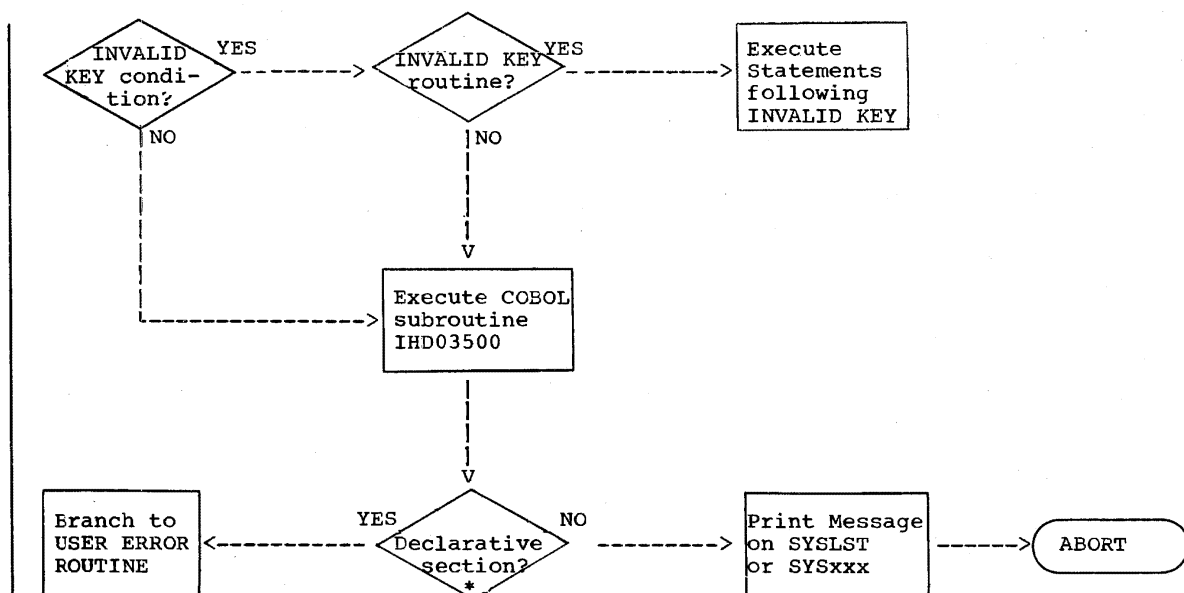 INVALID
KEY condi-
tion?
YES
NO
INVALID KEY
routine?
YES
NO
Execute
Statements
following
INVALID KEY
V
Execute COBOL
subroutine
IHD03500
V
Branch to
USER ERROR
ROUTINE
YES
Declarative
section?
*
NO
Print Message
on SYSLST
or SYSxxx
ABORT